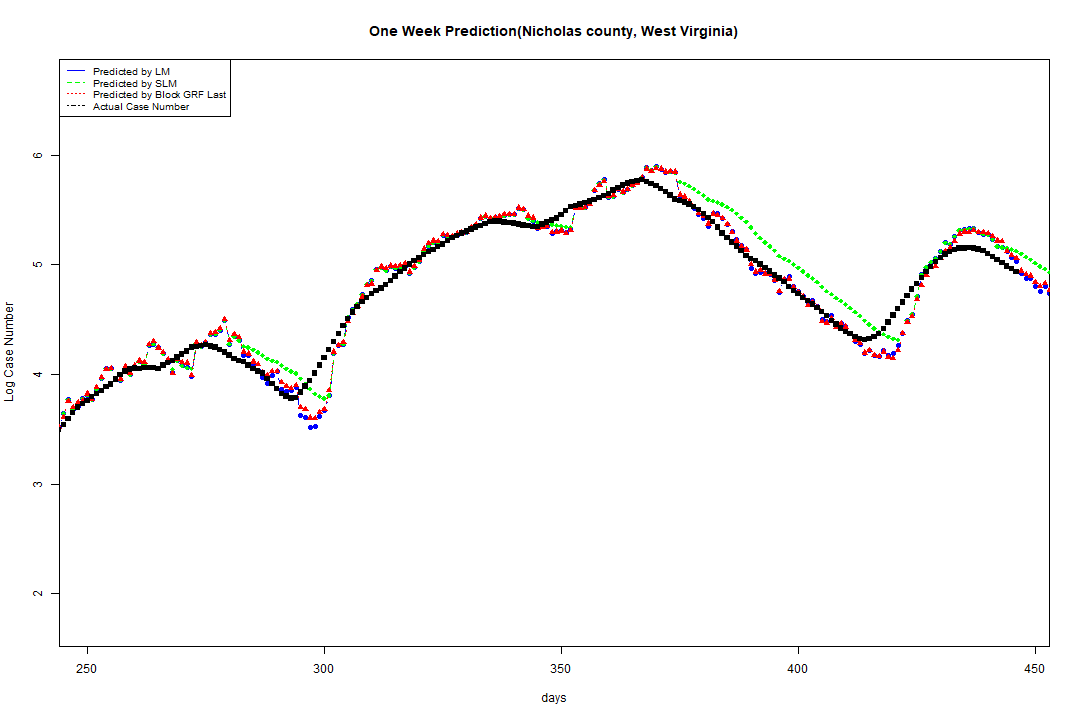 One Week Prediction(Nicholas county, West Virginia)
Predicted by LM
Predicted by SLM
Predicted by Block GRF Last
Actual Case Number
6
5
4
3
2
Log Case Number
250 300 350 400 450
days